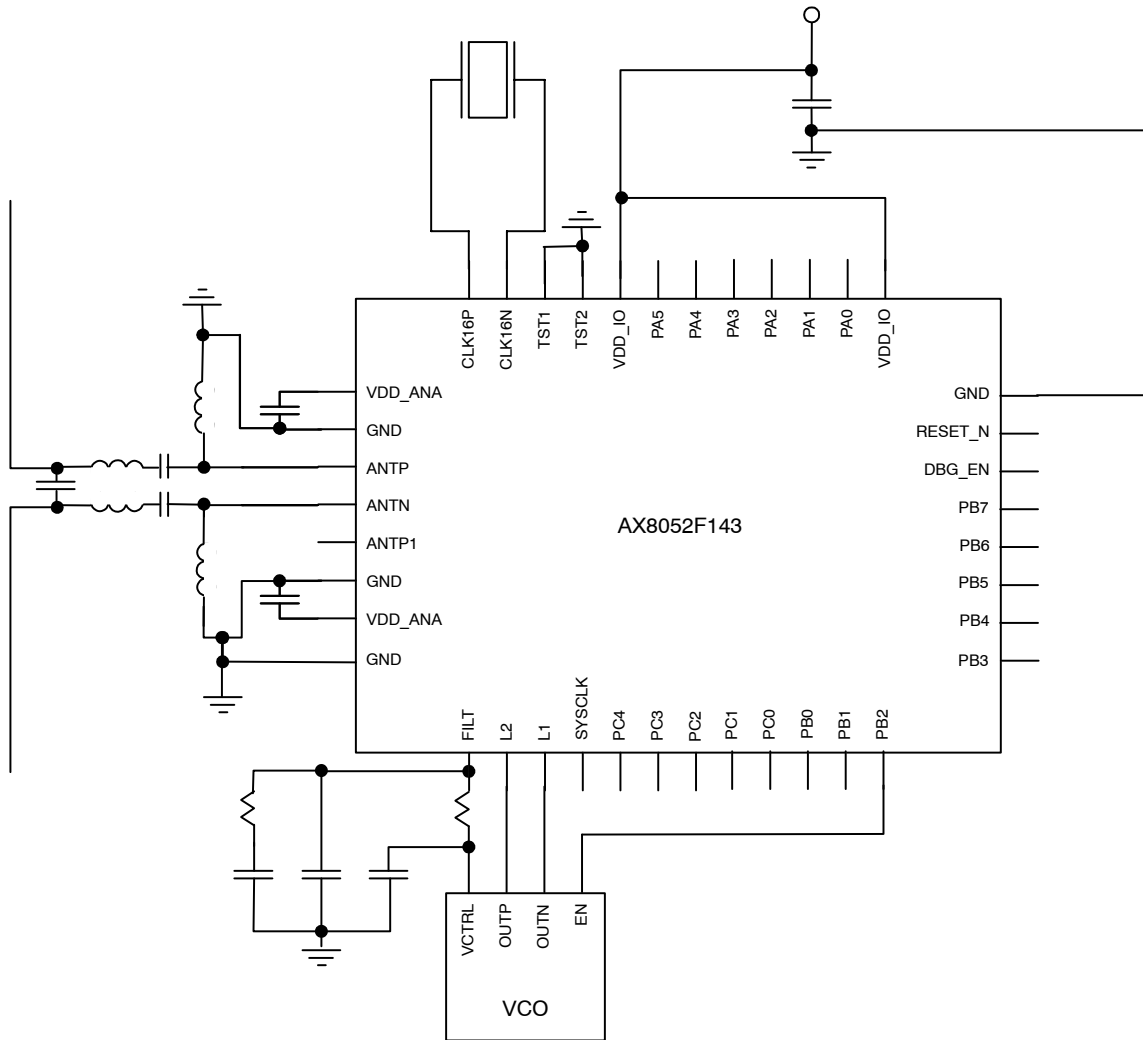 CLK16P
CLK16N
TST1
TST2
VDD_IO
PA5
PA4
PA3
PA2
PA1
PA0
VDD_IO
VDD_ANA
GND
ANTP
ANTN
ANTP1
GND
VDD_ANA
GND
AX8052F143
GND
RESET_N
DBG_EN
PB7
PB6
PB5
PB4
PB3
FILT
L2
L1
SYSCLK
PC4
PC3
PC2
PC1
PC0
PB0
PB1
PB2
VCTRL
OUTP
OUTN
EN
VCO